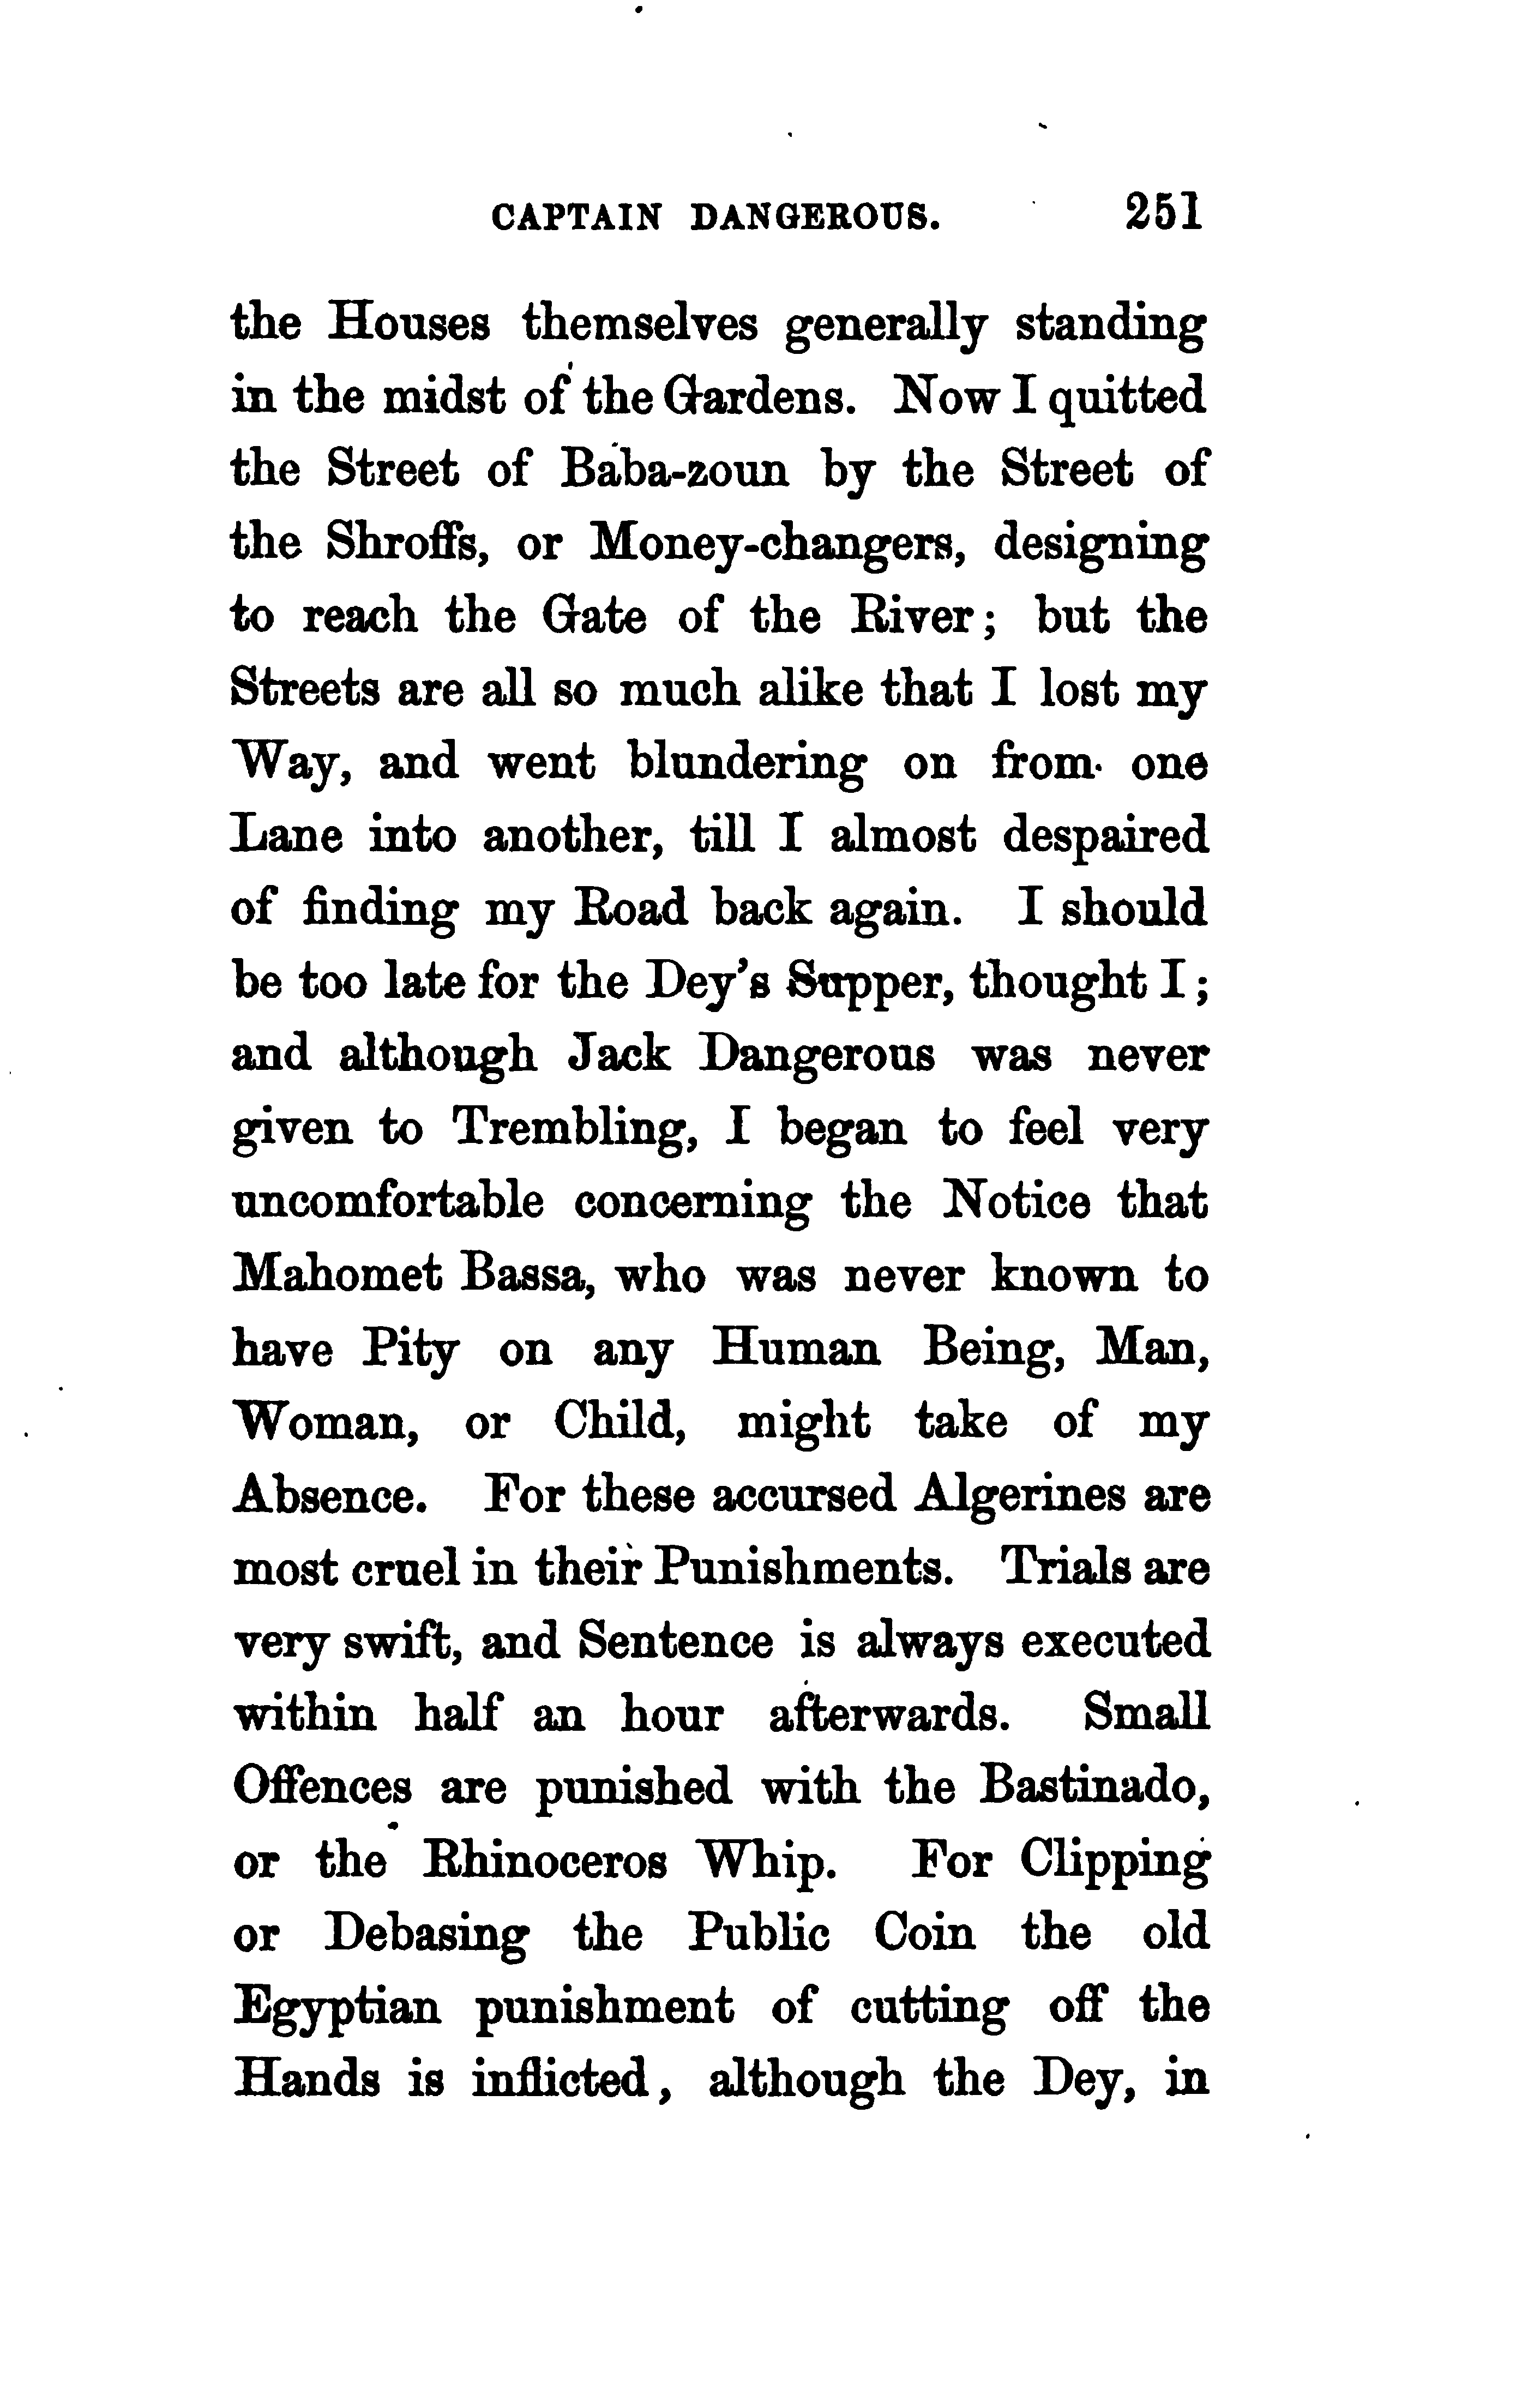 CAPTAIN DANGEROUS. 251
the Houses themselves generally standing
in the midst of the Gardens. Now I quitted
the Street of Baba-zoun by the Street of
the Shroffs, or Money-changers, designing
to reach the Gate of the River; but the
Streets are all so much alike that I lost my
Way, and went blundering on from one
Lane into another, till I almost despaired
of finding my Road back again. I should
be too late for the Dey's Supper, thought I;
and although Jack Dangerous was never
given to Trembling, I began to feel very
uncomfortable concerning the Notice that
Mahomet Bassa, who was never known to
have Pity on any Human Being, Man,
Woman, or Child, might take of my
Absence. For these accursed Algerines are
most cruel in their Punishments. Trials are
very swift, and Sentence is always executed
within half an hour afterwards. Small
Offences are punished with the Bastinado,
or the Rhinoceros Whip. For Clipping
or Debasing the Public Coin the old
Egyptian punishment of cutting off the
Hands is inflicted, although the Dey, in